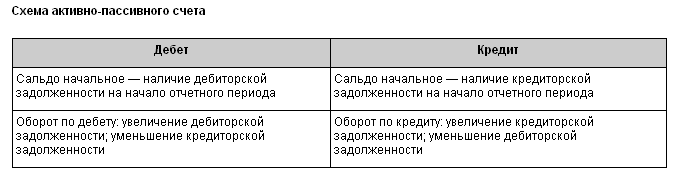 Схема активно-пассивного счета
Дебет
Кредит
Сальдо начальное — наличие дебиторской
задолженности на начало отчетного периода
Сальдо начальное — наличие кредиторской
задолженности на начало отчетного периода
Оборот по дебету: увеличение дебиторской
задолженности; уменьшение кредиторской
задолженности
Оборот по кредиту: увеличение кредиторской
задолженности; уменьшение дебиторской
задолженности